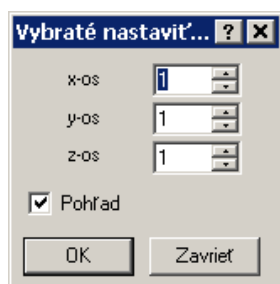 Vybraté nastaviť... ? 
x-os 1
y-os 1
z-os 1
Pohľad
OK Zavrieť